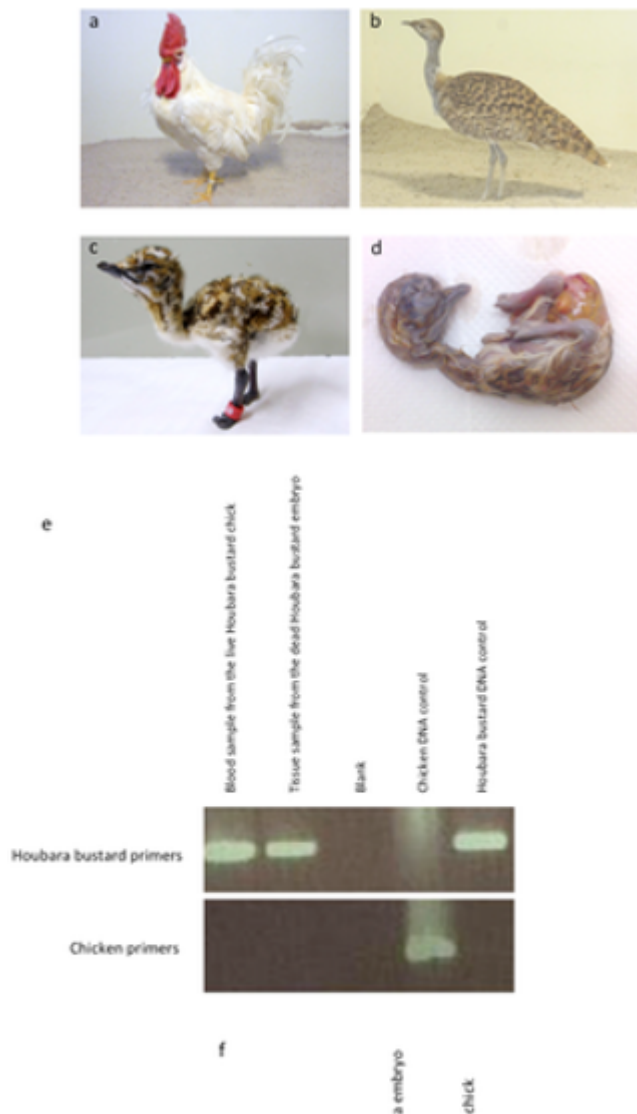 a
b
c
d
e
Blood sample from the live Houbara bustard chick
Tissue sample from the dead Houbara bustard embryo
Blank
Chicken DNA control
Houbara bustard DNA control
Houbara bustard primers
Chicken primers
f
a embryo
chick